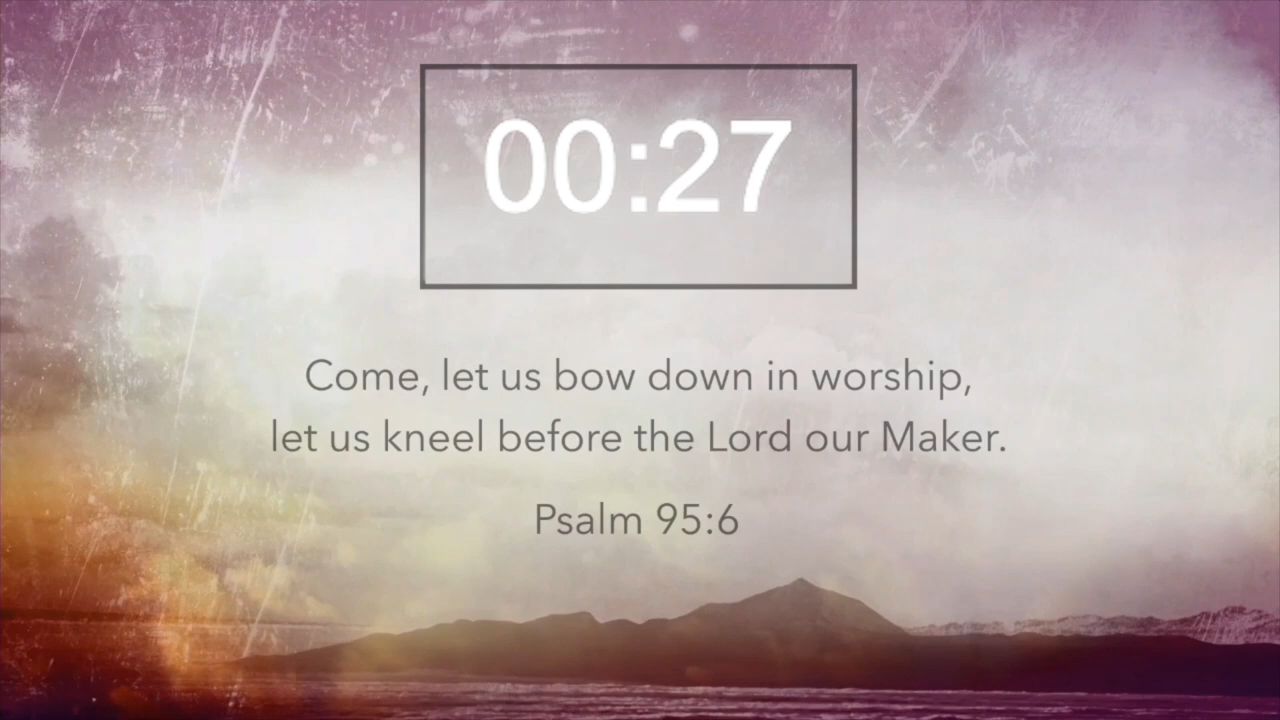 00:27
Come, let us bow down in worship,
let us kneel before the Lord our Maker.
Psalm 95:6